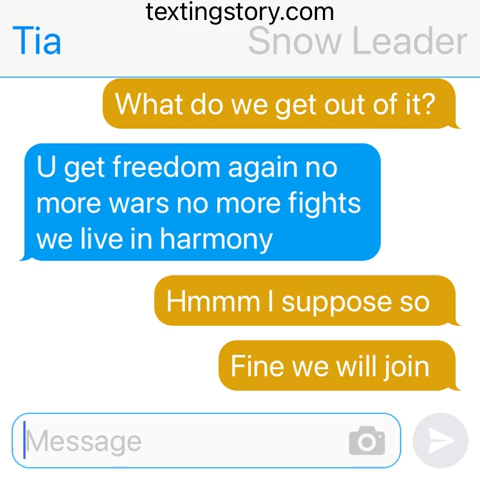 textingstory.com
Tia
Snow Leader
What do we get out of it?
U get freedom again no
more wars no more fights
we live in harmony
Hmmm I suppose so
Fine we will join
Message